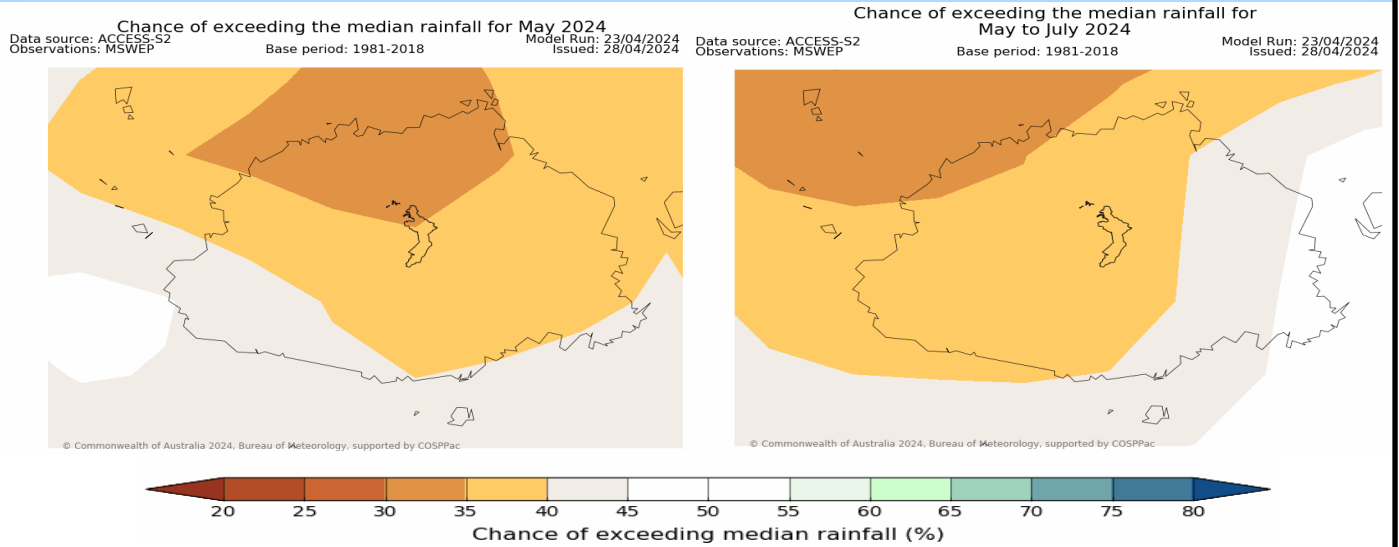 Chance of exceeding the median rainfall for May 2024
Data source: ACCESS-S2
Observations: MSWEP
Base period: 1981-2018
Model Run: 23/04/2024
Issued: 28/04/2024
© Commonwealth of Australia 2024, Bureau of Meteorology, supported by COSPPac
Chance of exceeding the median rainfall for
May to July 2024
Data source: ACCESS-S2
Observations: MSWEP
Base period: 1981-2018
Model Run: 23/04/2024
Issued: 28/04/2024
© Commonwealth of Australia 2024, Bureau of Meteorology, supported by COSPPac
20 25 30 35 40 45 50 55 60 65 70 75 80
Chance of exceeding median rainfall (%)